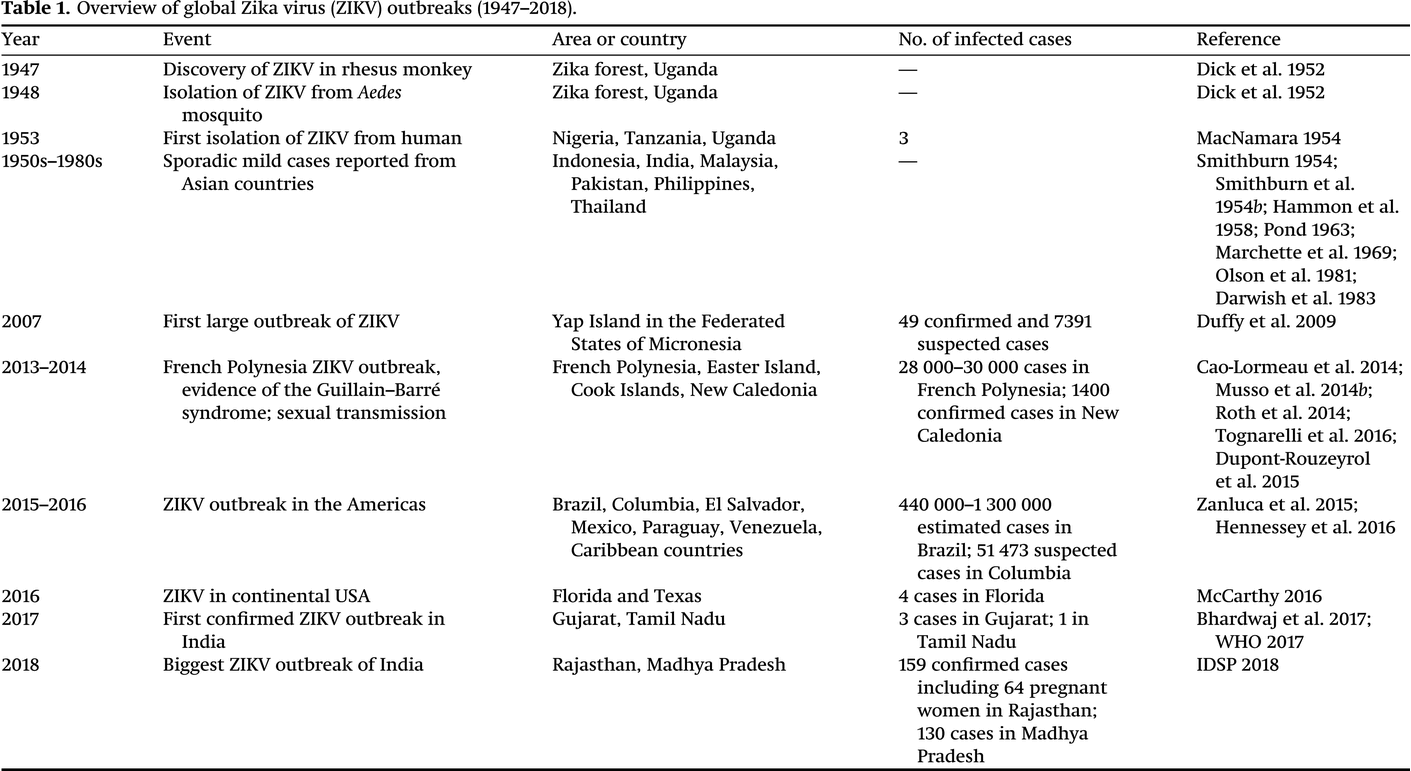 Table 1. Overview of global Zika virus (ZIKV) outbreaks (1947–2018).
Year Event Area or country No. of infected cases Reference
1947 Discovery of ZIKV in rhesus monkey Zika forest, Uganda — Dick et al. 1952
1948 Isolation of ZIKV from Aedes Zika forest, Uganda — Dick et al. 1952
mosquito
1953 First isolation of ZIKV from human Nigeria, Tanzania, Uganda 3 MacNamara 1954
1950s–1980s Sporadic mild cases reported from Indonesia, India, Malaysia, — Smithburn 1954;
Asian countries Pakistan, Philippines, Smithburn et al.
Thailand 1954b; Hammon et al.
1958; Pond 1963;
Marchette et al. 1969;
Olson et al. 1981;
Darwish et al. 1983
2007 First large outbreak of ZIKV Yap Island in the Federated 49 confirmed and 7391 Duffy et al. 2009
States of Micronesia suspected cases
2013–2014 French Polynesia ZIKV outbreak, French Polynesia, Easter Island, 28 000–30 000 cases in Cao-Lormeau et al. 2014;
evidence of the Guillain–Barré Cook Islands, New Caledonia French Polynesia; 1400 Musso et al. 2014b;
syndrome; sexual transmission confirmed cases in New Roth et al. 2014;
Caledonia Tognarelli et al. 2016;
Dupont-Rouzeyrol
et al. 2015
2015–2016 ZIKV outbreak in the Americas Brazil, Columbia, El Salvador, 440 000–1 300 000 Zanluca et al. 2015;
Mexico, Paraguay, Venezuela, estimated cases in Hennessey et al. 2016
Caribbean countries Brazil; 51 473 suspected
cases in Columbia
2016 ZIKV in continental USA Florida and Texas 4 cases in Florida McCarthy 2016
2017 First confirmed ZIKV outbreak in Gujarat, Tamil Nadu 3 cases in Gujarat; 1 in Bhardwaj et al. 2017;
India Tamil Nadu WHO 2017
2018 Biggest ZIKV outbreak of India Rajasthan, Madhya Pradesh 159 confirmed cases IDSP 2018
including 64 pregnant
women in Rajasthan;
130 cases in Madhya
Pradesh